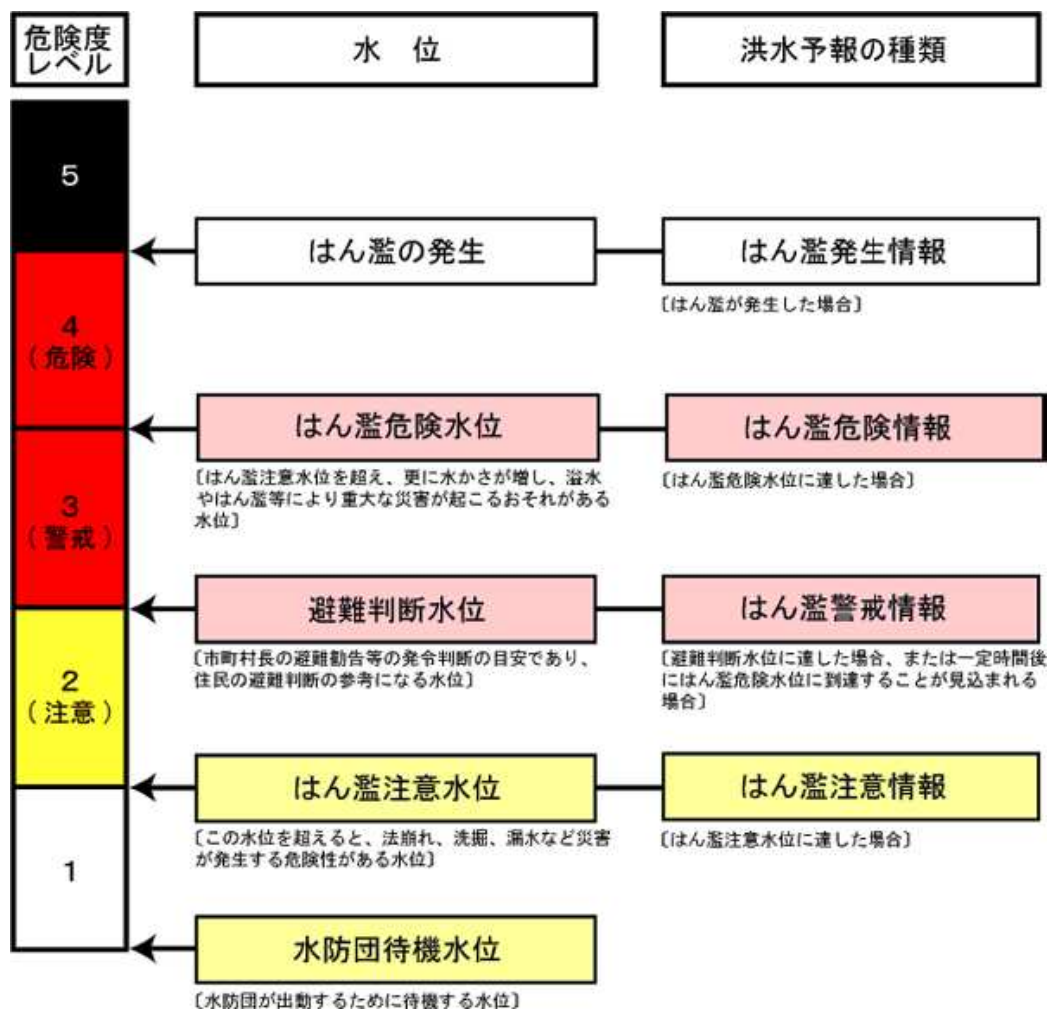 危険度
レベル
水 位
洪水予報の種類
5
はん濫の発生
はん濫発生情報
〔はん濫が発生した場合〕
4
（危険）
はん濫危険水位
はん濫危険情報
〔はん濫注意水位を超え、更に水かさが増し、溢水
やはん濫等により重大な災害が起こるおそれがある
水位〕
〔はん濫危険水位に達した場合〕
3
（警戒）
避難判断水位
はん濫警戒情報
〔市町村長の避難勧告等の発令判断の目安であり、
住民の避難判断の参考になる水位〕
〔避難判断水位に達した場合、または一定時間後
にはん濫危険水位に到達することが見込まれる
場合〕
2
（注意）
はん濫注意水位
はん濫注意情報
〔この水位を超えると、法崩れ、洗掘、漏水など災害
が発生する危険性がある水位〕
〔はん濫注意水位に達した場合〕
1
水防団待機水位
〔水防団が出動するために待機する水位〕